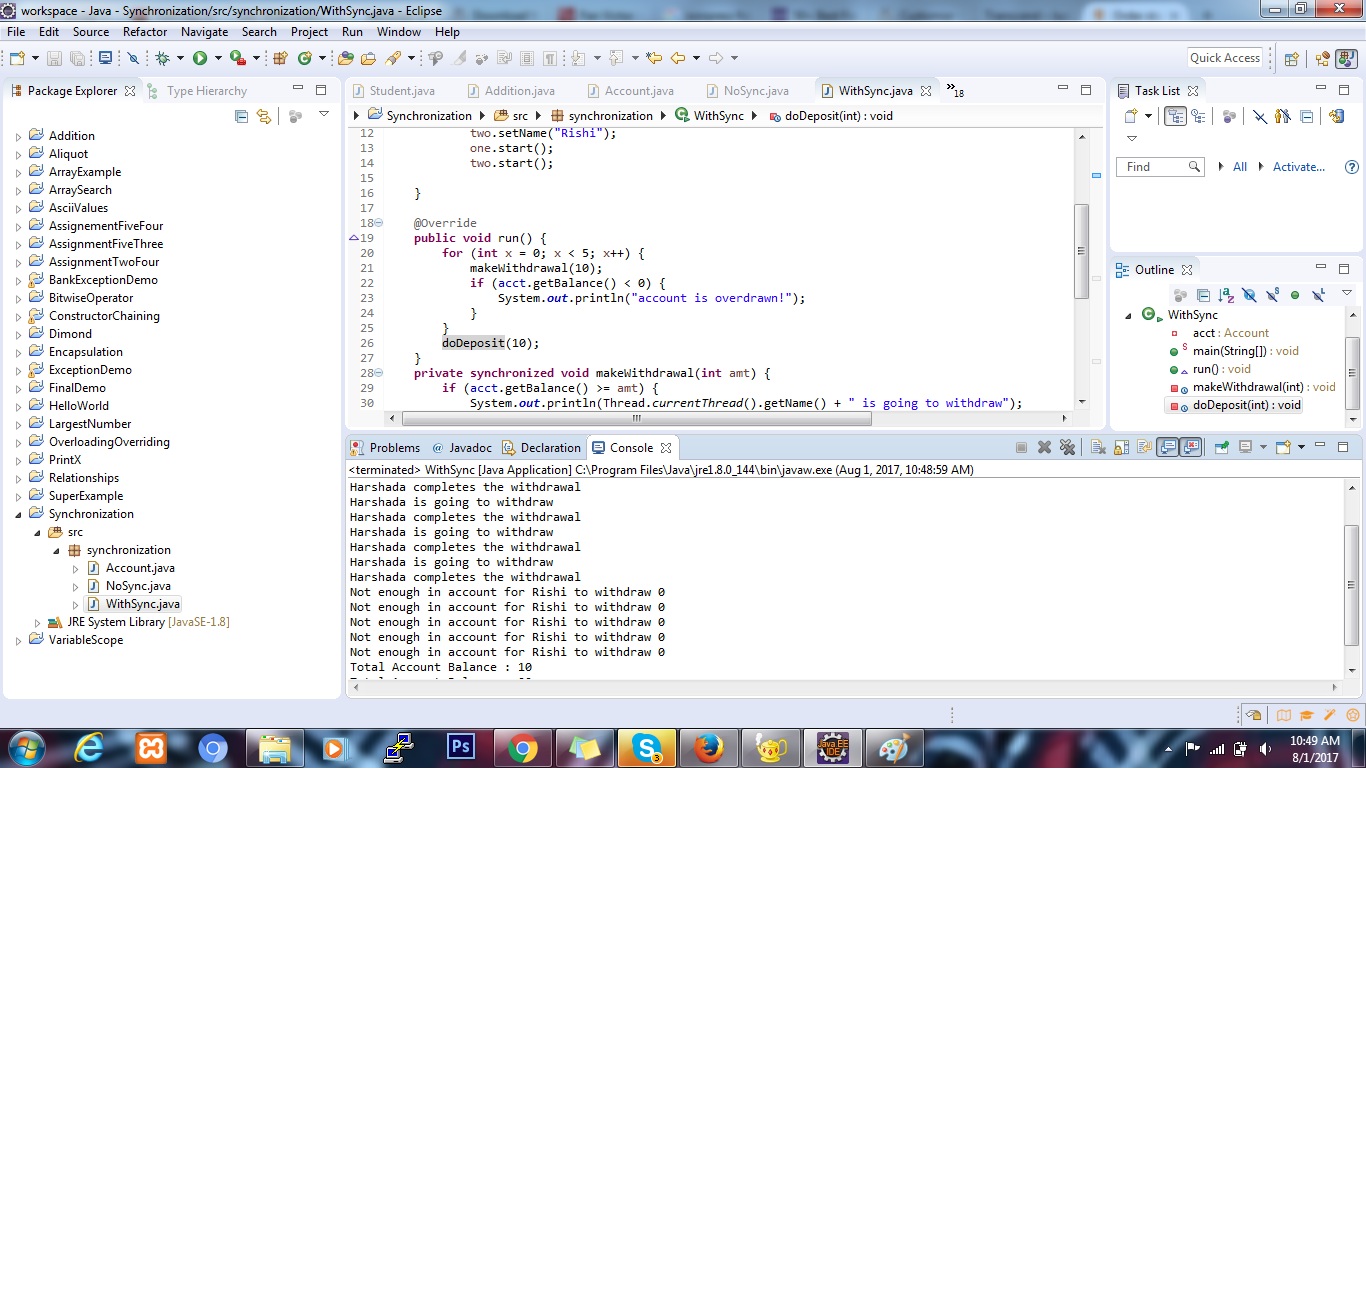 workspace - Java - Synchronization/src/synchronization/WithSync.java - Eclipse
File Edit Source Refactor Navigate Search Project Run Window Help
Quick Access
Package Explorer Type Hierarchy
Addition
Aliquot
ArrayExample
ArraySearch
AsciiValues
AssignementFiveFour
AssignmentFiveThree
AssignmentTwoFour
BankExceptionDemo
BitwiseOperator
ConstructorChaining
Dimond
Encapsulation
ExceptionDemo
FinalDemo
HelloWorld
LargestNumber
OverloadingOverriding
PrintX
Relationships
SuperExample
Synchronization
src
synchronization
Account.java
NoSync.java
WithSync.java
JRE System Library [JavaSE-1.8]
VariableScope
Student.java Addition.java Account.java NoSync.java WithSync.java »18
Synchronization src synchronization WithSync doDeposit(int) : void
12 two.setName("Rishi");
13 one.start();
14 two.start();
15
16 }
17
18 @Override
19 public void run() {
20 for (int x = 0; x < 5; x++) {
21 makeWithdrawal(10);
22 if (acct.getBalance() < 0) {
23 System.out.println("account is overdrawn!");
24 }
25 }
26 doDeposit(10);
27 }
28 private synchronized void makeWithdrawal(int amt) {
29 if (acct.getBalance() >= amt) {
30 System.out.println(Thread.currentThread().getName() + " is going to withdraw");
Task List
Find All Activate...
Outline
WithSync
acct : Account
main(String[]) : void
run() : void
makeWithdrawal(int) : void
doDeposit(int) : void
Problems @ Javadoc Declaration Console
<terminated> WithSync [Java Application] C:\Program Files\Java\jre1.8.0_144\bin\javaw.exe (Aug 1, 2017, 10:48:59 AM)
Harshada completes the withdrawal
Harshada is going to withdraw
Harshada completes the withdrawal
Harshada is going to withdraw
Harshada completes the withdrawal
Harshada is going to withdraw
Harshada completes the withdrawal
Not enough in account for Rishi to withdraw 0
Not enough in account for Rishi to withdraw 0
Not enough in account for Rishi to withdraw 0
Not enough in account for Rishi to withdraw 0
Not enough in account for Rishi to withdraw 0
Total Account Balance : 10
Ps
S 3
Java EE
IDE
10:49 AM
8/1/2017